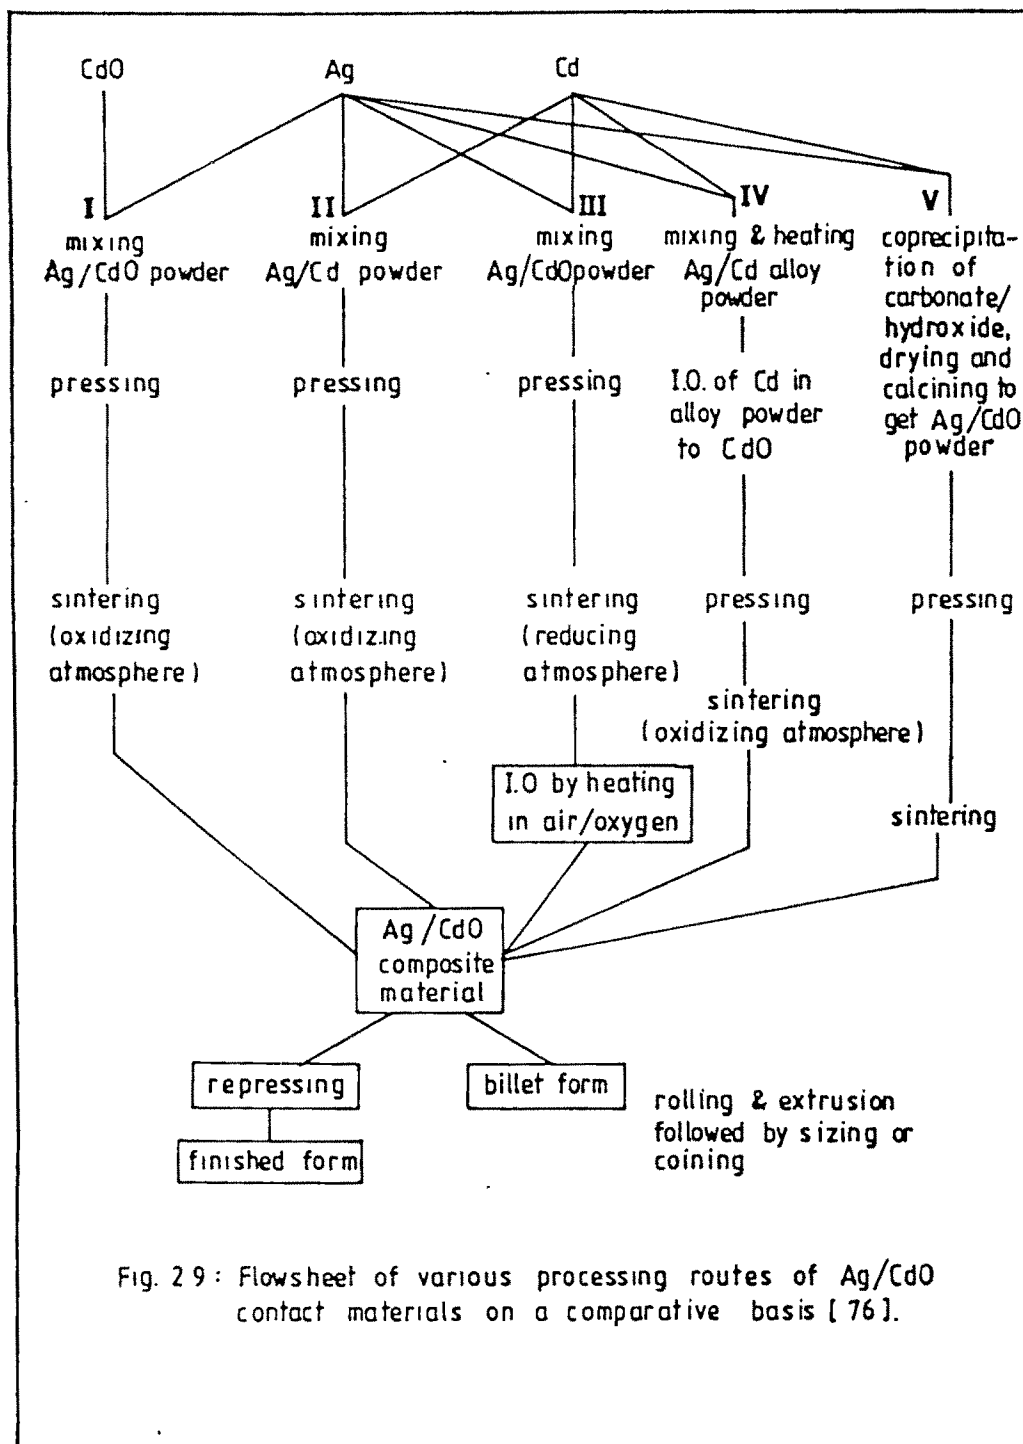 CdO
Ag
Cd
I
mixing
Ag/CdO powder
pressing
sintering
(oxidizing
atmosphere)
II
mixing
Ag/Cd powder
pressing
sintering
(oxidizing
atmosphere)
III
mixing
Ag/CdO powder
pressing
sintering
(reducing
atmosphere)
I.O by heating
in air/oxygen
IV
mixing & heating
Ag/Cd alloy
powder
I.O. of Cd in
alloy powder
to CdO
pressing
sintering
(oxidizing atmosphere)
V
coprecipita-
tion of
carbonate/
hydroxide,
drying and
calcining to
get Ag/CdO
powder
pressing
sintering
Ag/CdO
composite
material
repressing
finished form
billet form
rolling & extrusion
followed by sizing or
coining
Fig. 2 9: Flowsheet of various processing routes of Ag/CdO
contact materials on a comparative basis [76].